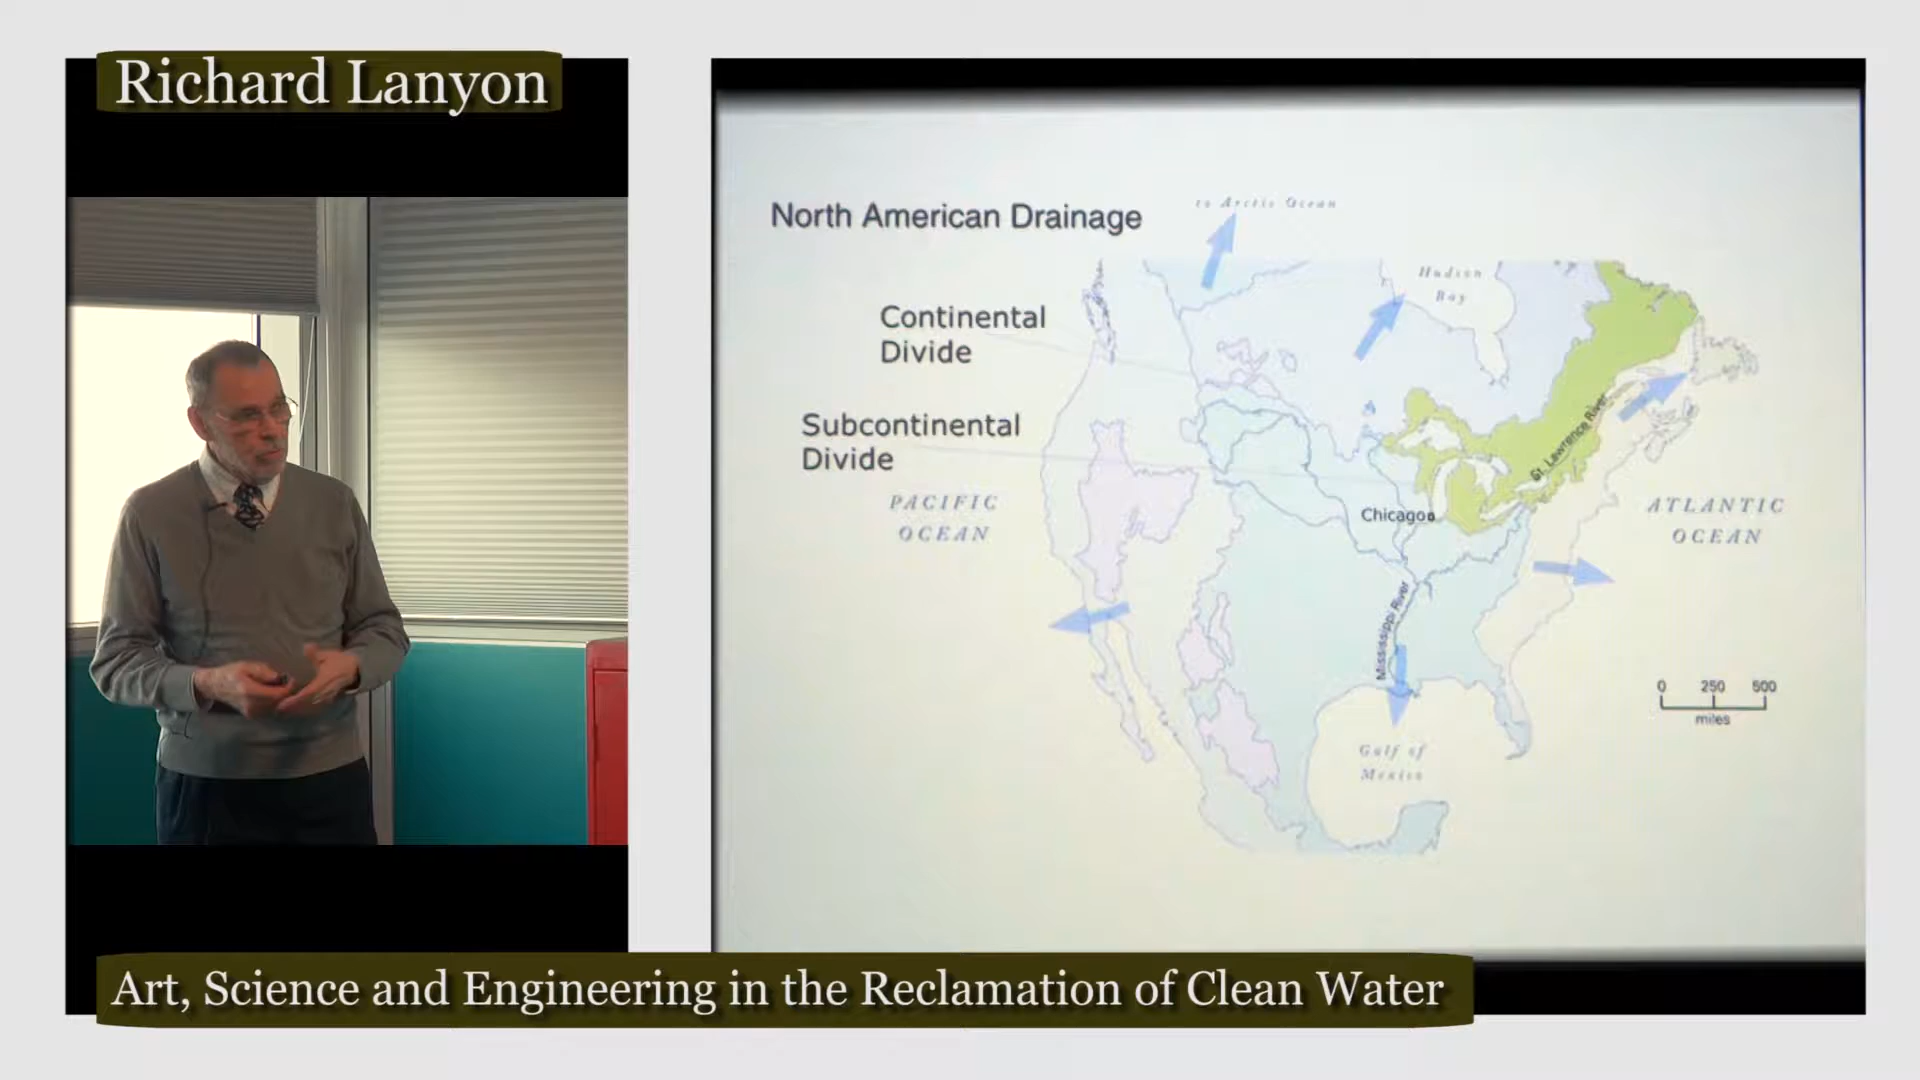 Richard Lanyon
North American Drainage
to Arctic Ocean
Hudson
Bay
Continental
Divide
Subcontinental
Divide
St. Lawrence River
PACIFIC
OCEAN
Chicago
ATLANTIC
OCEAN
Mississippi River
0 250 500
miles
Gulf of
Mexico
Art, Science and Engineering in the Reclamation of Clean Water